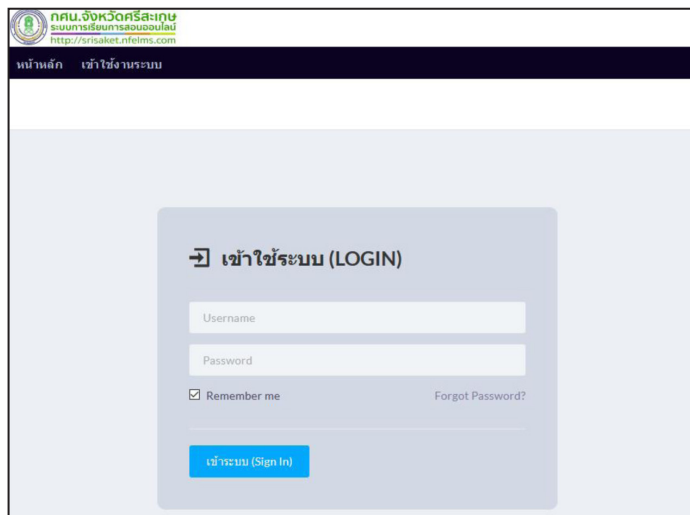 กศน.จังหวัดศรีสะเกษ
ระบบการเรียนการสอนออนไลน์
http://srisaket.nfelms.com
หน้าหลัก เข้าใช้งานระบบ
เข้าใช้ระบบ (LOGIN)
Username
Password
Remember me Forgot Password?
เข้าระบบ (Sign In)